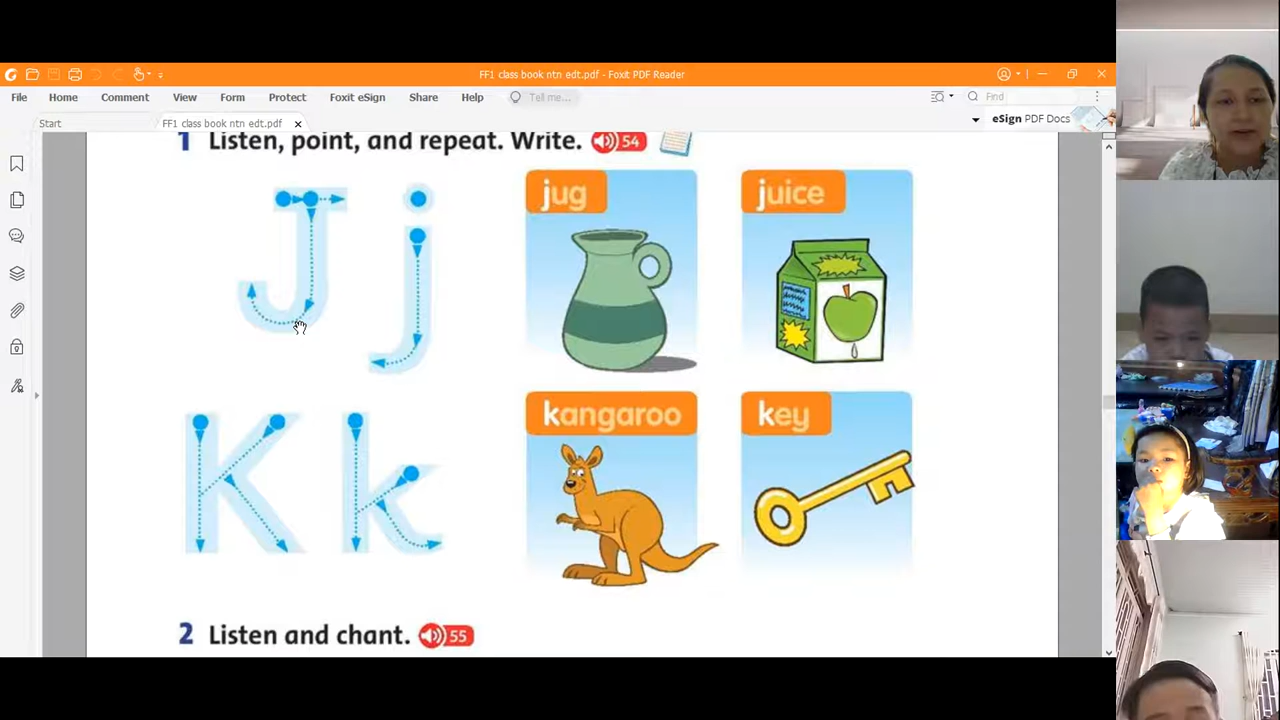 FF1 class book ntn edt.pdf - Foxit PDF Reader
File Home Comment View Form Protect Foxit eSign Share Help Tell me... Find
Start FF1 class book ntn edt.pdf eSign PDF Docs
1 Listen, point, and repeat. Write. 54
J j
jug juice
K k
kangaroo key
2 Listen and chant. 55